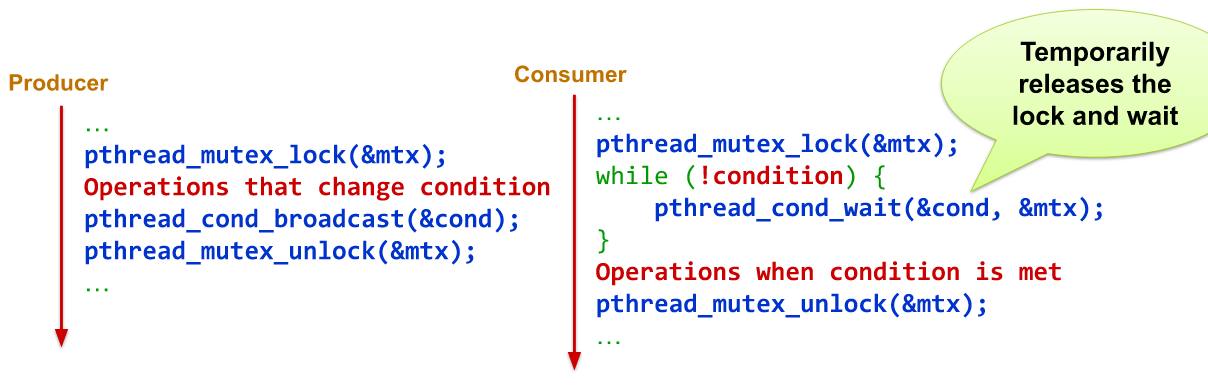 Producer
…
pthread_mutex_lock(&mtx);
Operations that change condition
pthread_cond_broadcast(&cond);
pthread_mutex_unlock(&mtx);
…
Consumer
…
pthread_mutex_lock(&mtx);
while (!condition) {
    pthread_cond_wait(&cond, &mtx);
}
Operations when condition is met
pthread_mutex_unlock(&mtx);
…
Temporarily
releases the
lock and wait